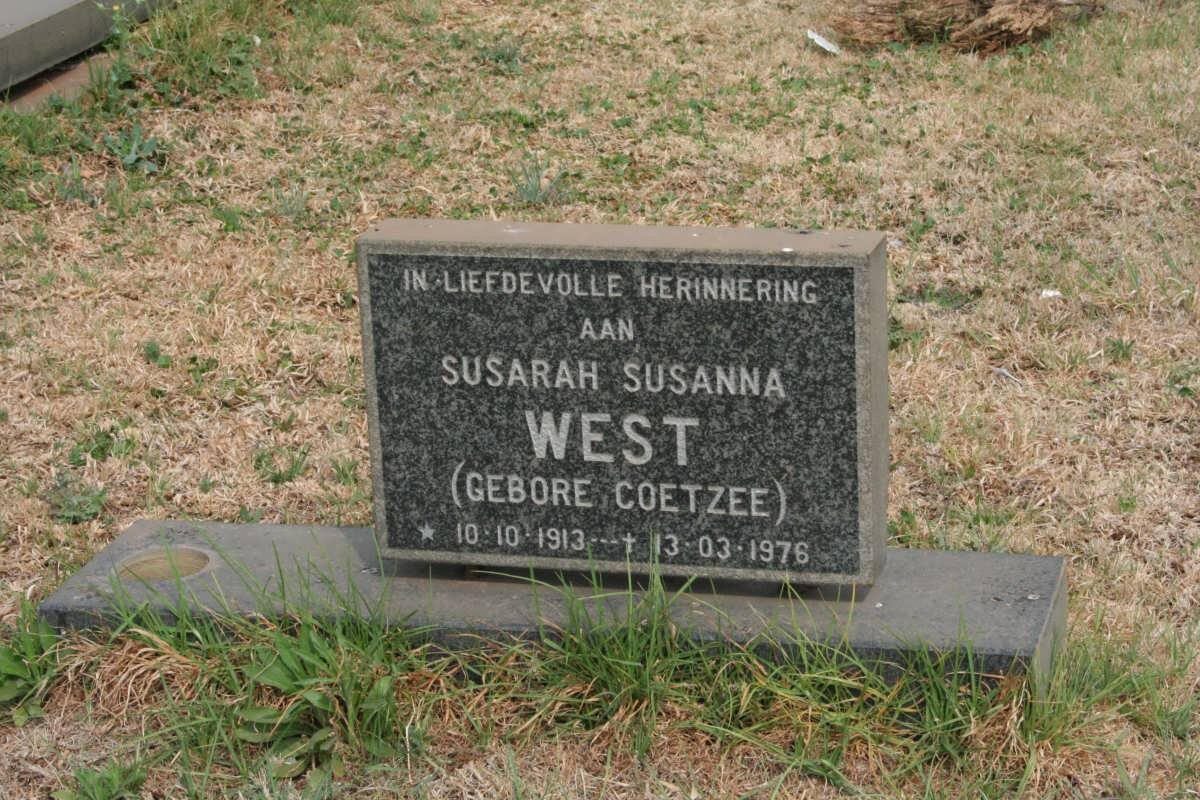 IN LIEFDEVOLLE HERINNERING
AAN
SUSARAH SUSANNA
WEST
(GEBORE COETZEE)
★ 10·10·1913···† 13·03·1976